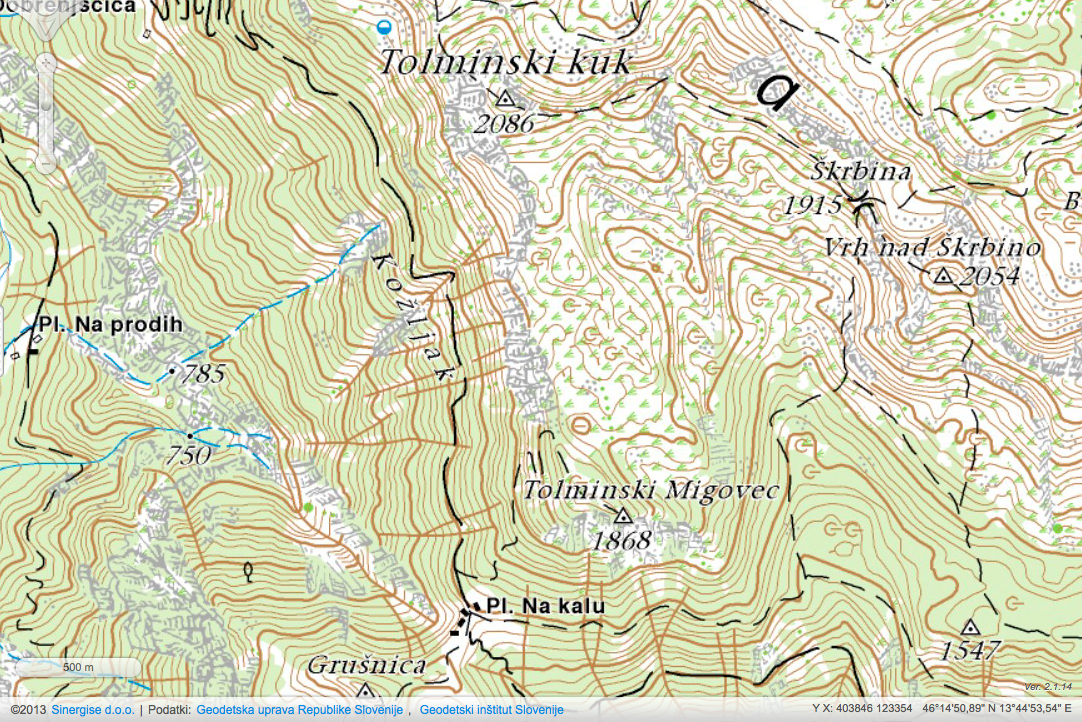 Tolminski kuk
a
2086
Škrbina
1915
B
Vrh nad Škrbino
2054
Kožljak
Pl. Na prodih
785
750
Tolminski Migovec
1868
Pl. Na kalu
1547
Grušnica
500 m
Ver. 2.1.14
©2013 Sinergise d.o.o. | Podatki: Geodetska uprava Republike Slovenije , Geodetski inštitut Slovenije
Y X: 403846 123354 46°14'50,89" N 13°44'53,54" E